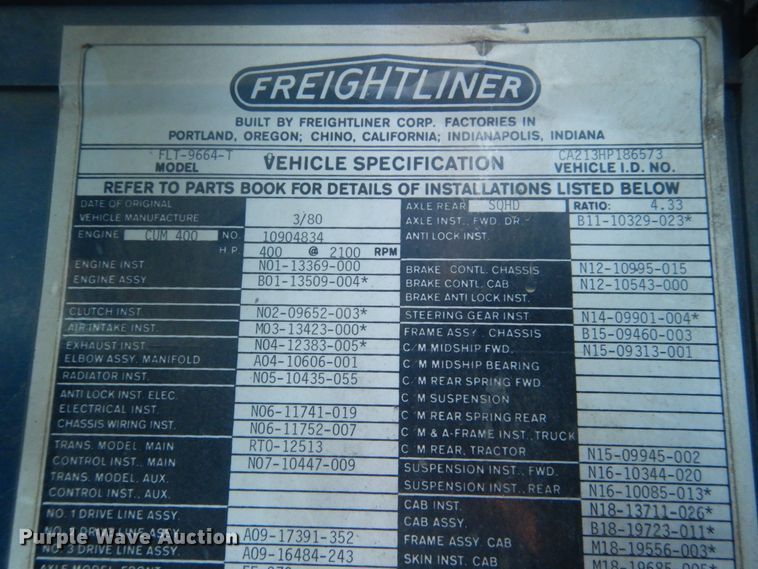 FREIGHTLINER
BUILT BY FREIGHTLINER CORP. FACTORIES IN
PORTLAND, OREGON; CHINO, CALIFORNIA; INDIANAPOLIS, INDIANA
FLT-9664-T CA213HP186573
MODEL VEHICLE SPECIFICATION VEHICLE I.D. NO.
REFER TO PARTS BOOK FOR DETAILS OF INSTALLATIONS LISTED BELOW
DATE OF ORIGINAL
VEHICLE MANUFACTURE 3/80
ENGINE CUM 400 NO. 10904834
H.P. 400 @ 2100 RPM
ENGINE INST N01-13369-000
ENGINE ASSY B01-13509-004*
CLUTCH INST. N02-09652-003*
AIR INTAKE INST. M03-13423-000*
EXHAUST INST. N04-12383-005*
ELBOW ASSY. MANIFOLD A04-10606-001
RADIATOR INST. N05-10435-055
ANTI LOCK INST. ELEC.
ELECTRICAL INST. N06-11741-019
CHASSIS WIRING INST. N06-11752-007
TRANS. MODEL, MAIN RTO-12513
CONTROL INST., MAIN N07-10447-009
TRANS. MODEL, AUX.
CONTROL INST., AUX.
NO. 1 DRIVE LINE ASSY.
NO. 2 DRIVE LINE ASSY. A09-17391-352
NO. 3 DRIVE LINE ASSY. A09-16484-243
AXLE MODEL, FRONT
AXLE REAR SQHD RATIO: 4.33
AXLE INST., FWD. DR. B11-10329-023*
ANTI LOCK INST.
BRAKE CONTL. CHASSIS N12-10995-015
BRAKE CONTL. CAB N12-10543-000
BRAKE ANTI LOCK INST.
STEERING GEAR INST N14-09901-004*
FRAME ASSY. CHASSIS B15-09460-003
C/M MIDSHIP FWD. N15-09313-001
C/M MIDSHIP BEARING
C/M REAR SPRING FWD.
C/M SUSPENSION
C/M REAR SPRING REAR
C/M & A-FRAME INST., TRUCK
C/M REAR, TRACTOR N15-09945-002
SUSPENSION INST., FWD. N16-10344-020
SUSPENSION INST., REAR N16-10085-013*
CAB INST. N18-13711-026*
CAB ASSY. B18-19723-011*
FRAME ASSY. CAB M18-19556-003*
SKIN INST. CAB M18-19685-005*
Purple Wave Auction